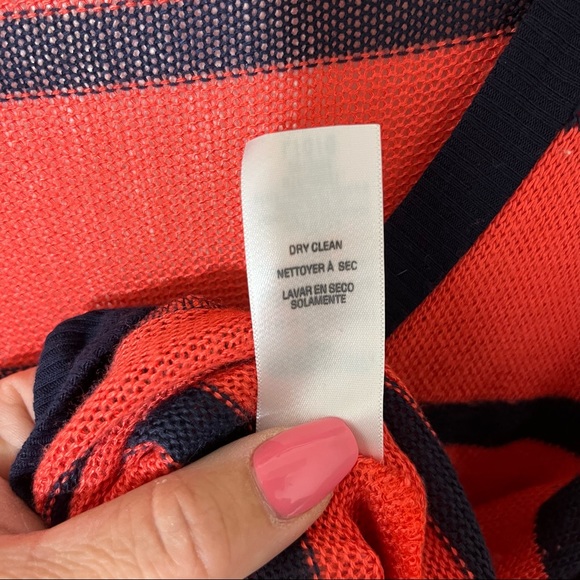 DRY CLEAN
NETTOYER À SEC
LAVAR EN SECO
SOLAMENTE